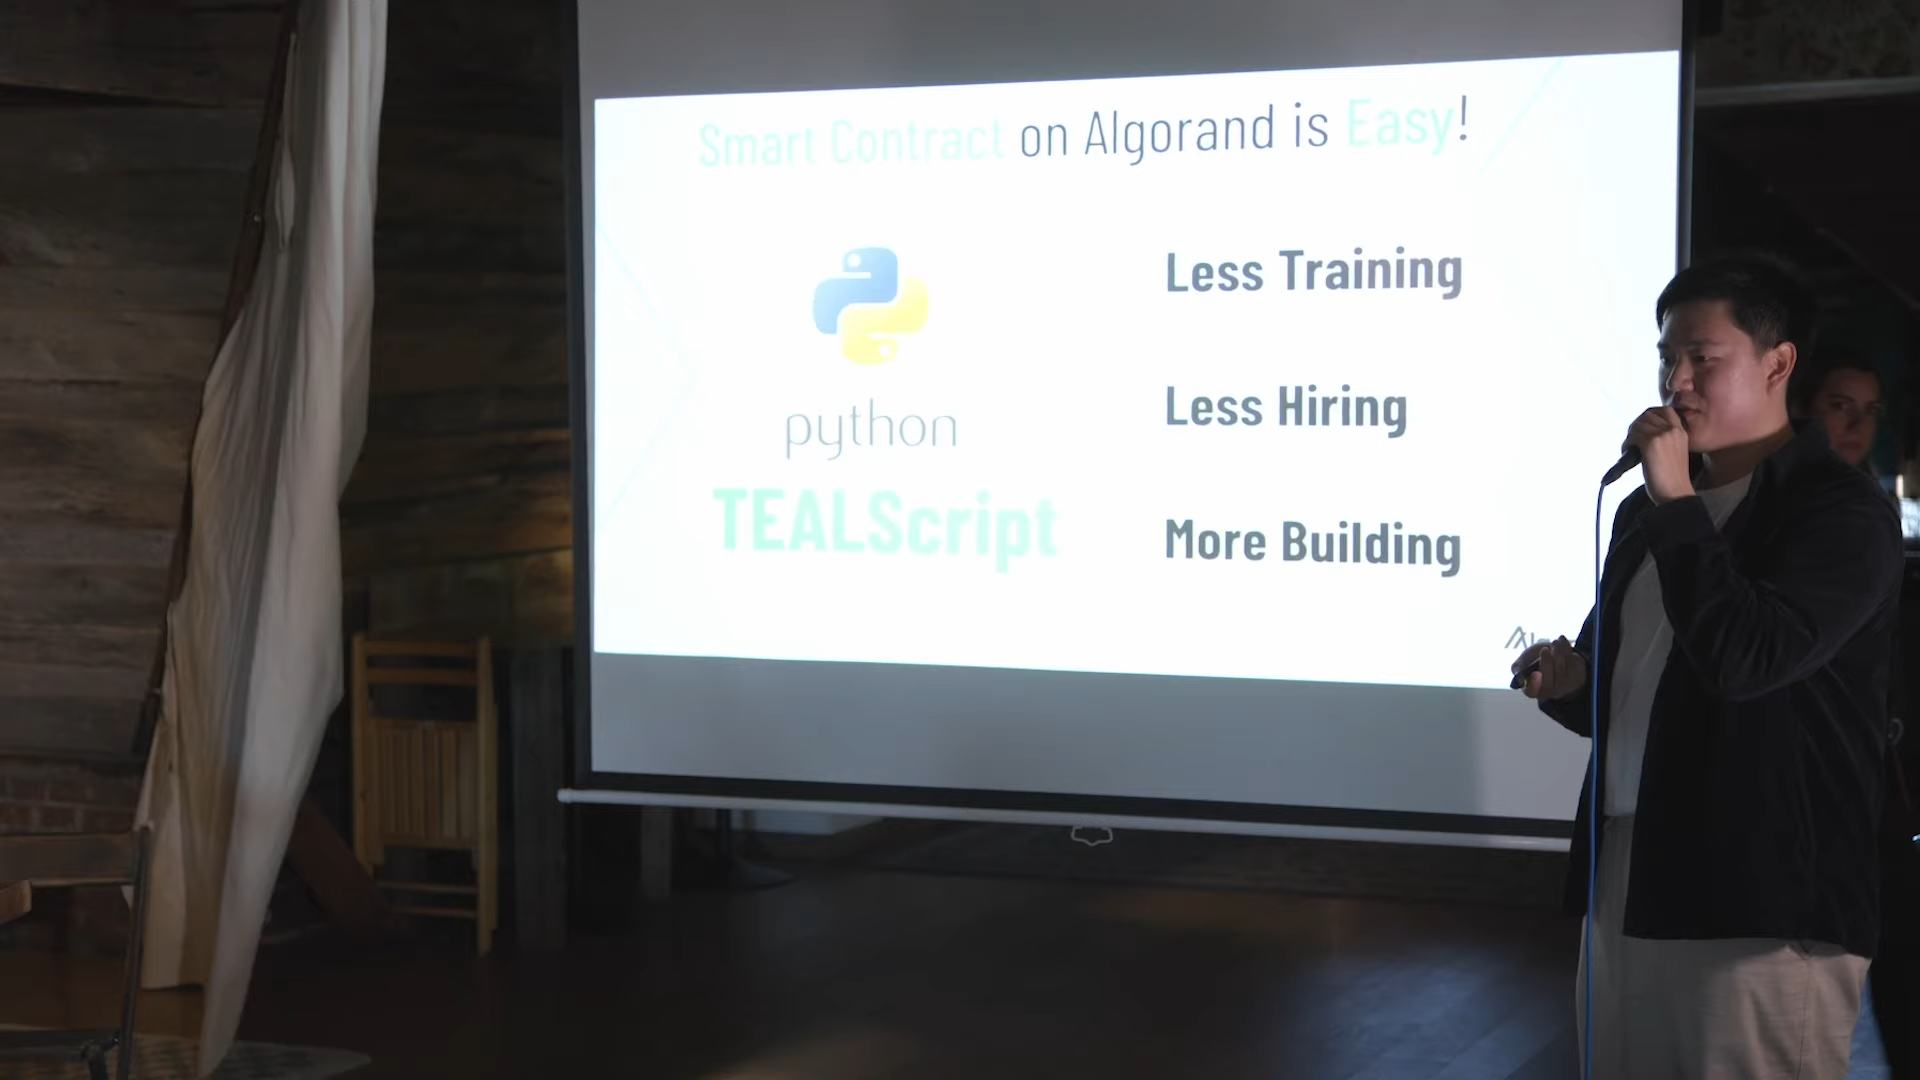 Smart Contract on Algorand is Easy!
python
TEALScript
Less Training
Less Hiring
More Building